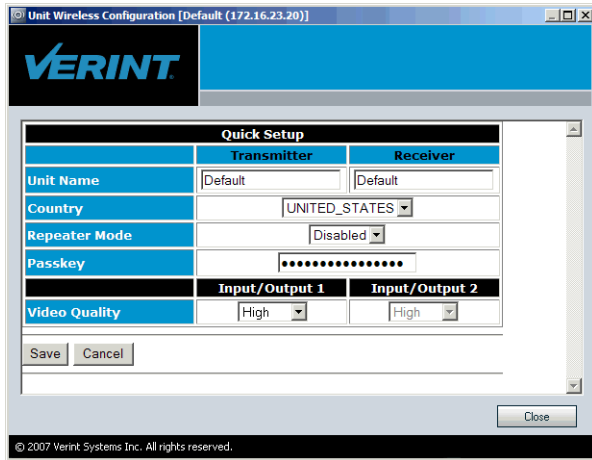 Unit Wireless Configuration [Default (172.16.23.20)]
VERINT.
Quick Setup
Transmitter Receiver
Unit Name Default Default
Country UNITED_STATES
Repeater Mode Disabled
Passkey ••••••••••••••••
Input/Output 1 Input/Output 2
Video Quality High High
Save Cancel
Close
© 2007 Verint Systems Inc. All rights reserved.